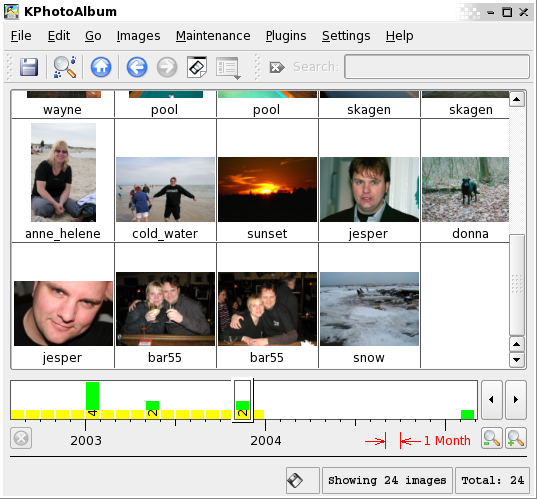 KPhotoAlbum
File Edit Go Images Maintenance Plugins Settings Help
Search:
wayne pool pool skagen skagen
anne_helene cold_water sunset jesper donna
jesper bar55 bar55 snow
4 2 2
2003 2004 1 Month
Showing 24 images Total: 24